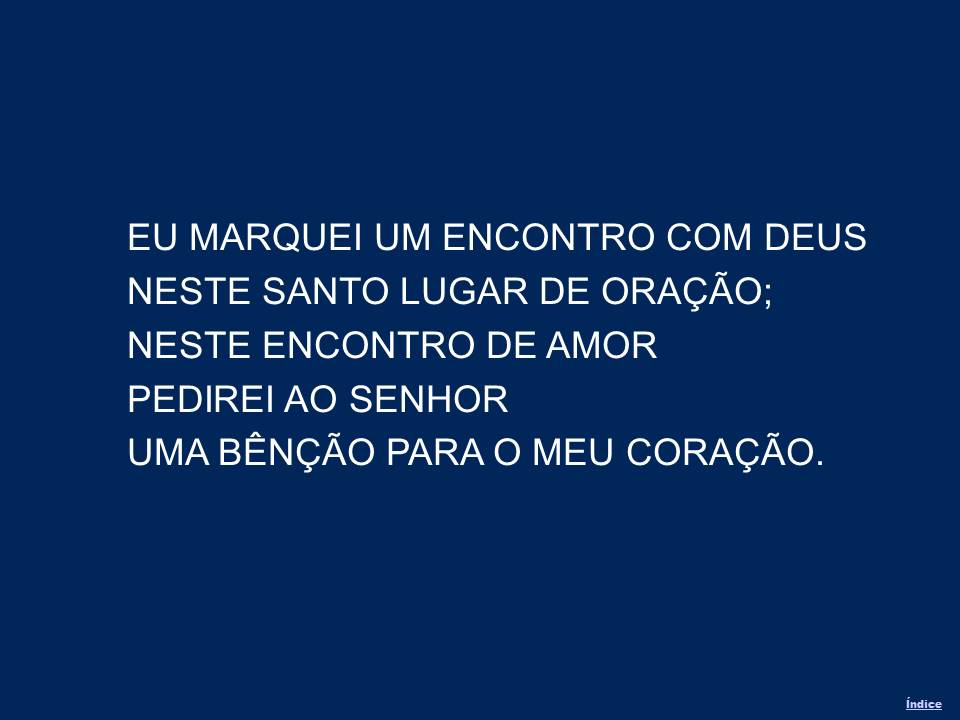 EU MARQUEI UM ENCONTRO COM DEUS
NESTE SANTO LUGAR DE ORAÇÃO;
NESTE ENCONTRO DE AMOR
PEDIREI AO SENHOR
UMA BÊNÇÃO PARA O MEU CORAÇÃO.
Índice